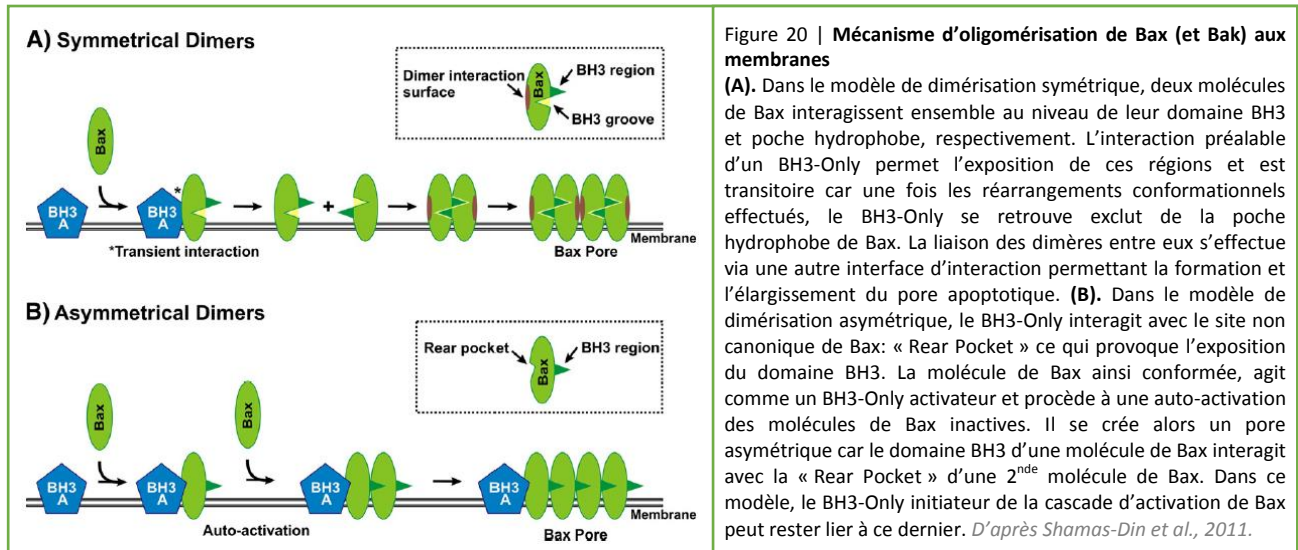 A) Symmetrical Dimers
Dimer interaction
surface
Bax
BH3 region
BH3 groove
Bax
BH3
A
BH3
A
*
+
*Transient interaction
Bax Pore
Membrane
B) Asymmetrical Dimers
Rear pocket
Bax
BH3 region
Bax
Bax
BH3
A
BH3
A
BH3
A
BH3
A
Auto-activation
Bax Pore
Membrane
Figure 20 | Mécanisme d'oligomérisation de Bax (et Bak) aux
membranes
(A). Dans le modèle de dimérisation symétrique, deux molécules
de Bax interagissent ensemble au niveau de leur domaine BH3
et poche hydrophobe, respectivement. L'interaction préalable
d'un BH3-Only permet l'exposition de ces régions et est
transitoire car une fois les réarrangements conformationnels
effectués, le BH3-Only se retrouve exclut de la poche
hydrophobe de Bax. La liaison des dimères entre eux s'effectue
via une autre interface d'interaction permettant la formation et
l'élargissement du pore apoptotique. (B). Dans le modèle de
dimérisation asymétrique, le BH3-Only interagit avec le site non
canonique de Bax: « Rear Pocket » ce qui provoque l'exposition
du domaine BH3. La molécule de Bax ainsi conformée, agit
comme un BH3-Only activateur et procède à une auto-activation
des molécules de Bax inactives. Il se crée alors un pore
asymétrique car le domaine BH3 d'une molécule de Bax interagit
avec la « Rear Pocket » d'une 2nde molécule de Bax. Dans ce
modèle, le BH3-Only initiateur de la cascade d'activation de Bax
peut rester lier à ce dernier. D'après Shamas-Din et al., 2011.